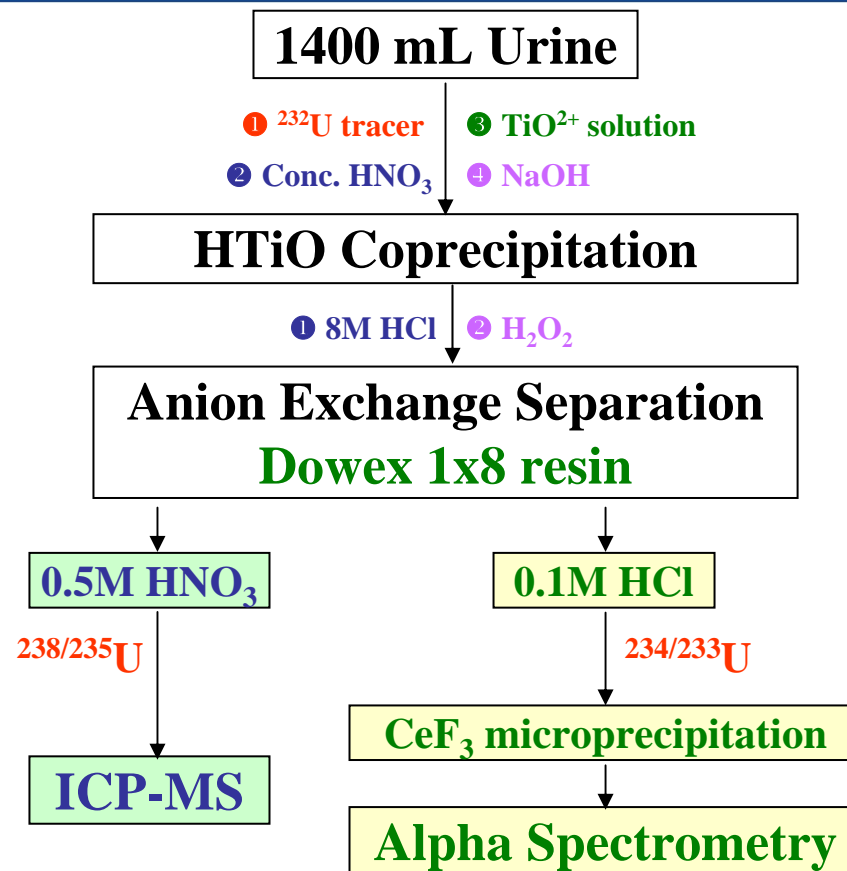 1400 mL Urine
❶ ²³²U tracer
❸ TiO²⁺ solution
❷ Conc. HNO₃
❹ NaOH
HTiO Coprecipitation
❶ 8M HCl
❷ H₂O₂
Anion Exchange Separation
Dowex 1x8 resin
0.5M HNO₃
0.1M HCl
²³⁸/²³⁵U
²³⁴/²³³U
CeF₃ microprecipitation
ICP-MS
Alpha Spectrometry